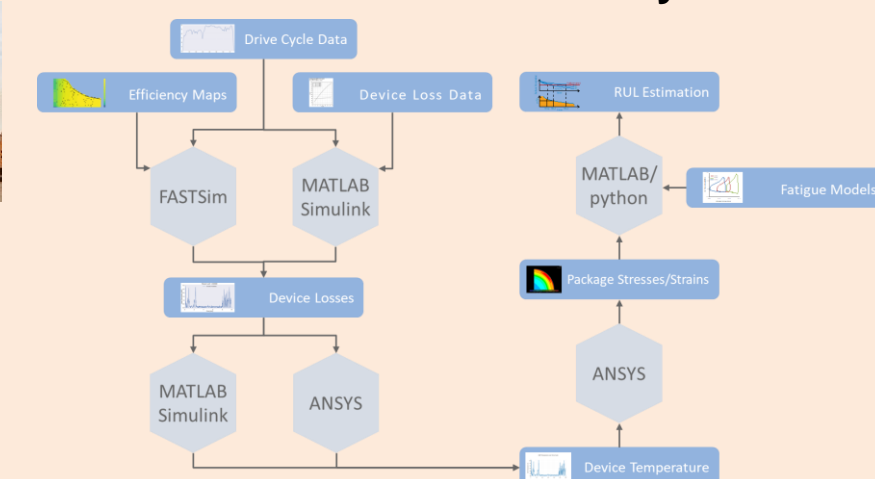 Drive Cycle Data
Efficiency Maps
Device Loss Data
FASTSim
MATLAB
Simulink
Device Losses
MATLAB
Simulink
ANSYS
RUL Estimation
MATLAB/
python
Fatigue Models
Package Stresses/Strains
ANSYS
Device Temperature